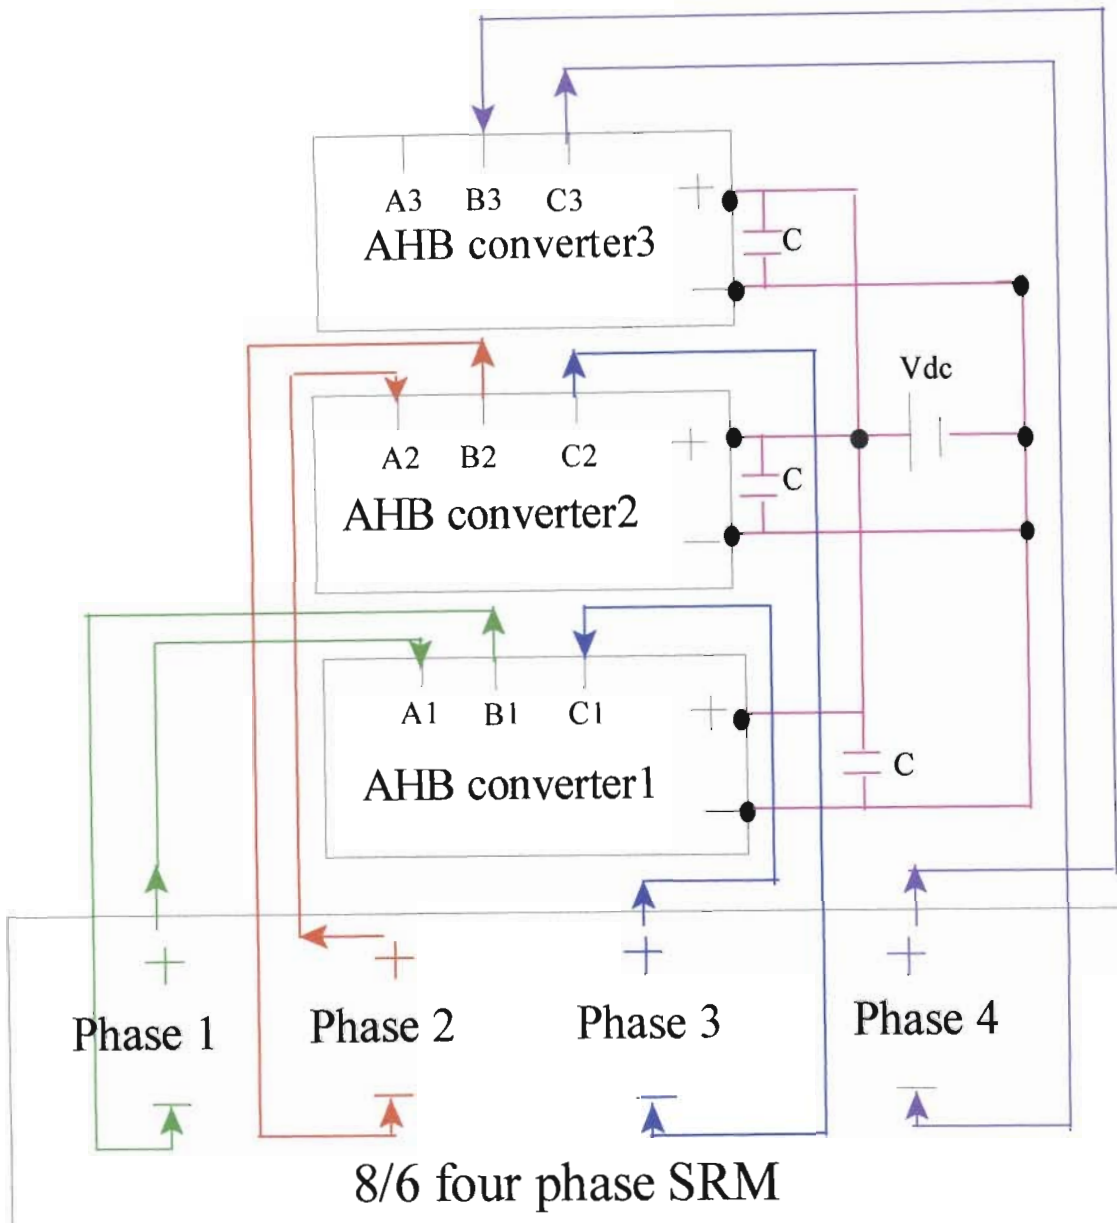 A3 B3 C3 +
AHB converter3
C
−
Vdc
A2 B2 C2 +
C
AHB converter2
−
A1 B1 C1 +
C
AHB converter1
−
+ + + +
Phase 1 Phase 2 Phase 3 Phase 4
− − − −
8/6 four phase SRM